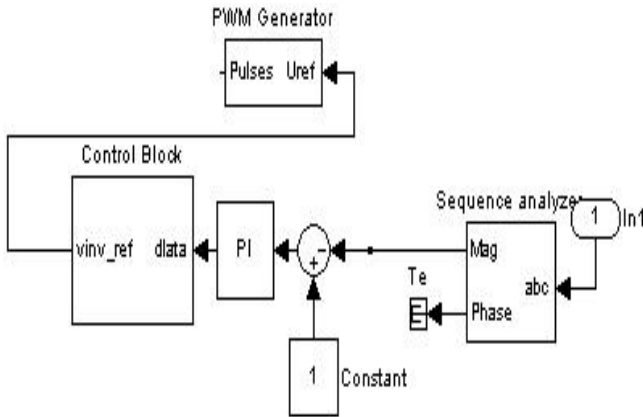 PWM Generator
Pulses Uref
Control Block
vinv_ref dlata
PI
−
+
Sequence analyzer
1
In1
Mag
abc
Phase
Te
1
Constant